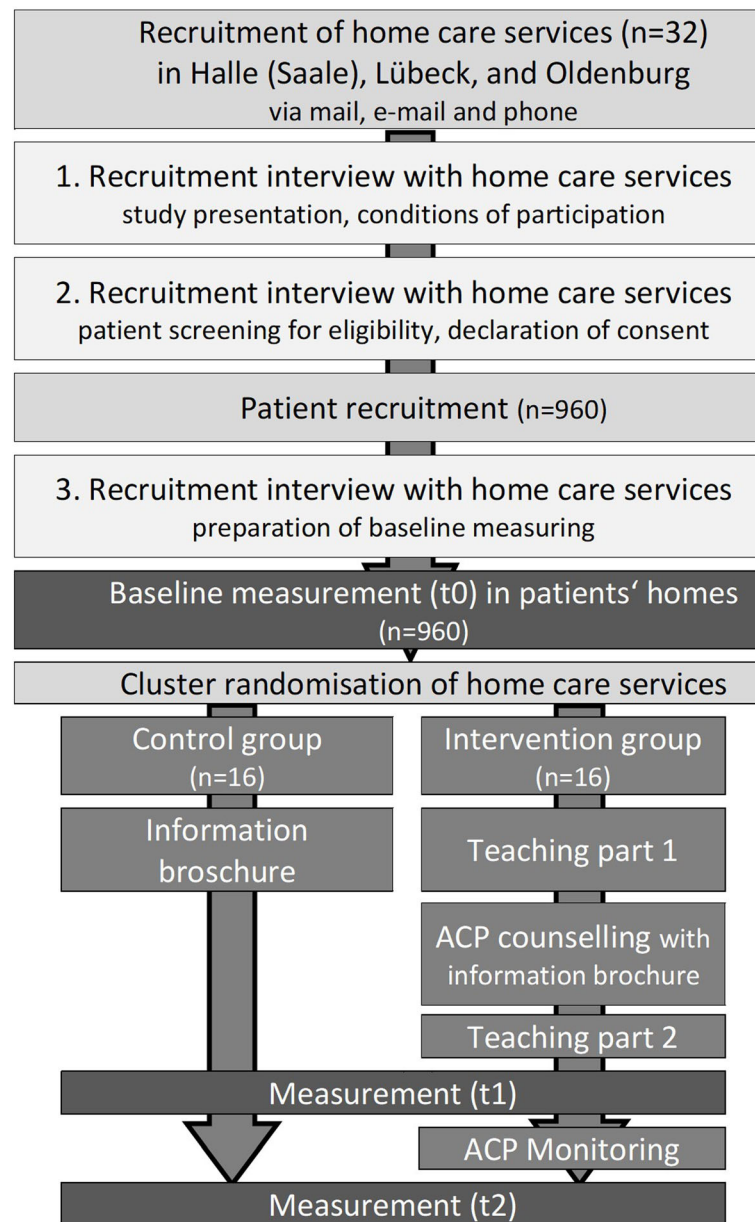 Recruitment of home care services (n=32)
in Halle (Saale), Lübeck, and Oldenburg
via mail, e-mail and phone
1. Recruitment interview with home care services
study presentation, conditions of participation
2. Recruitment interview with home care services
patient screening for eligibility, declaration of consent
Patient recruitment (n=960)
3. Recruitment interview with home care services
preparation of baseline measuring
Baseline measurement (t0) in patients‘ homes
(n=960)
Cluster randomisation of home care services
Control group
(n=16)
Information
broschure
Intervention group
(n=16)
Teaching part 1
ACP counselling with
information brochure
Teaching part 2
Measurement (t1)
ACP Monitoring
Measurement (t2)